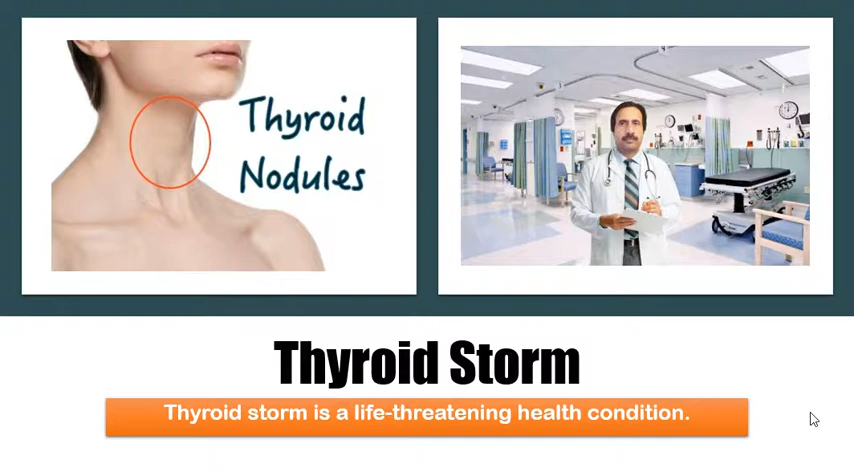 Thyroid
Nodules
Thyroid Storm
Thyroid storm is a life-threatening health condition.